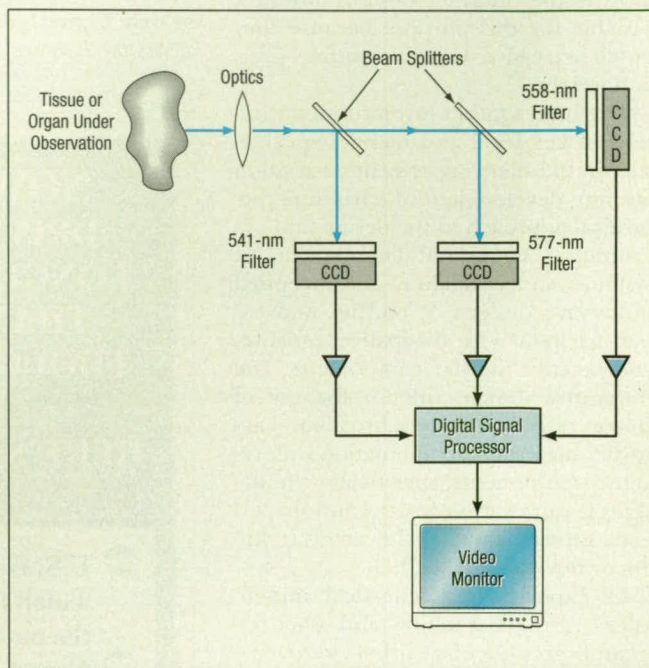 Tissue or
Organ Under
Observation
Optics
Beam Splitters
558-nm
Filter
C
C
D
541-nm
Filter
CCD
CCD
577-nm
Filter
Digital Signal
Processor
Video
Monitor